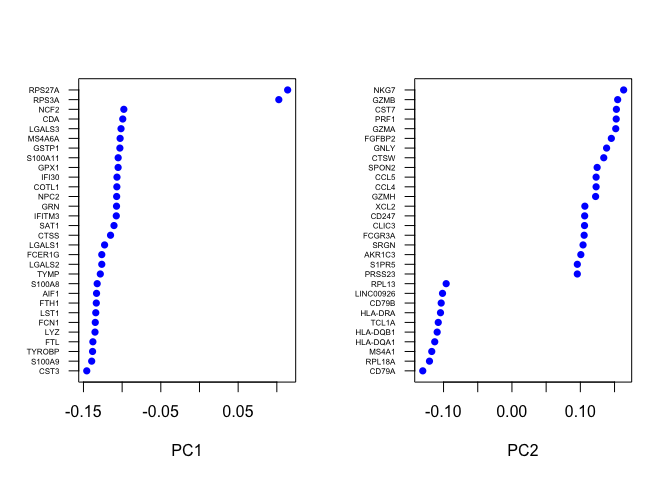 RPS27A
RPS3A
NCF2
CDA
LGALS3
MS4A6A
GSTP1
S100A11
GPX1
IFI30
COTL1
NPC2
GRN
IFITM3
SAT1
CTSS
LGALS1
FCER1G
LGALS2
TYMP
S100A8
AIF1
FTH1
LST1
FCN1
LYZ
FTL
TYROBP
S100A9
CST3
-0.15 -0.05 0.05
PC1
NKG7
GZMB
CST7
PRF1
GZMA
FGFBP2
GNLY
CTSW
SPON2
CCL5
CCL4
GZMH
XCL2
CD247
CLIC3
FCGR3A
SRGN
AKR1C3
S1PR5
PRSS23
RPL13
LINC00926
CD79B
HLA-DRA
TCL1A
HLA-DQB1
HLA-DQA1
MS4A1
RPL18A
CD79A
-0.10 0.00 0.10
PC2